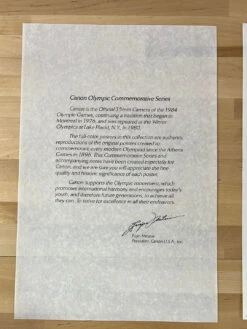 Canon Olympic Commemorative Series
Canon is the Official 35mm Camera of the 1984
Olympic Games, continuing a tradition that began in
Montreal in 1976, and was repeated at the Winter
Olympics at Lake Placid, N.Y., in 1980.
The full-color posters in this collection are authentic
reproductions of the original posters created to
commemorate every modern Olympiad since the Athens
Games in 1896. This Commemorative Series and
accompanying notes have been created especially for
Canon, and we are sure you will appreciate the fine
quality and historic significance of each poster.
Canon supports the Olympic movement, which
promotes international harmony, and encourages today's
youth, and therefore future generations, to achieve all
they can. To strive for excellence in all their endeavors.
President, Canon U.S.A., Inc.